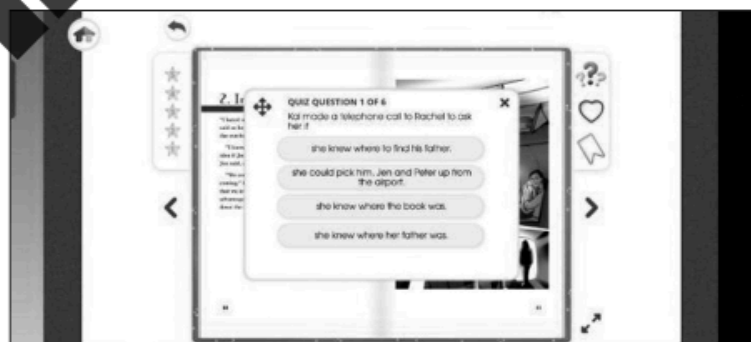 2. I
QUIZ QUESTION 1 OF 6
Kal made a telephone call to Rachel to ask
her if
she knew where to find his father.
she could pick him, Jen and Peter up from
the airport.
she knew where the book was.
she knew where her father was.